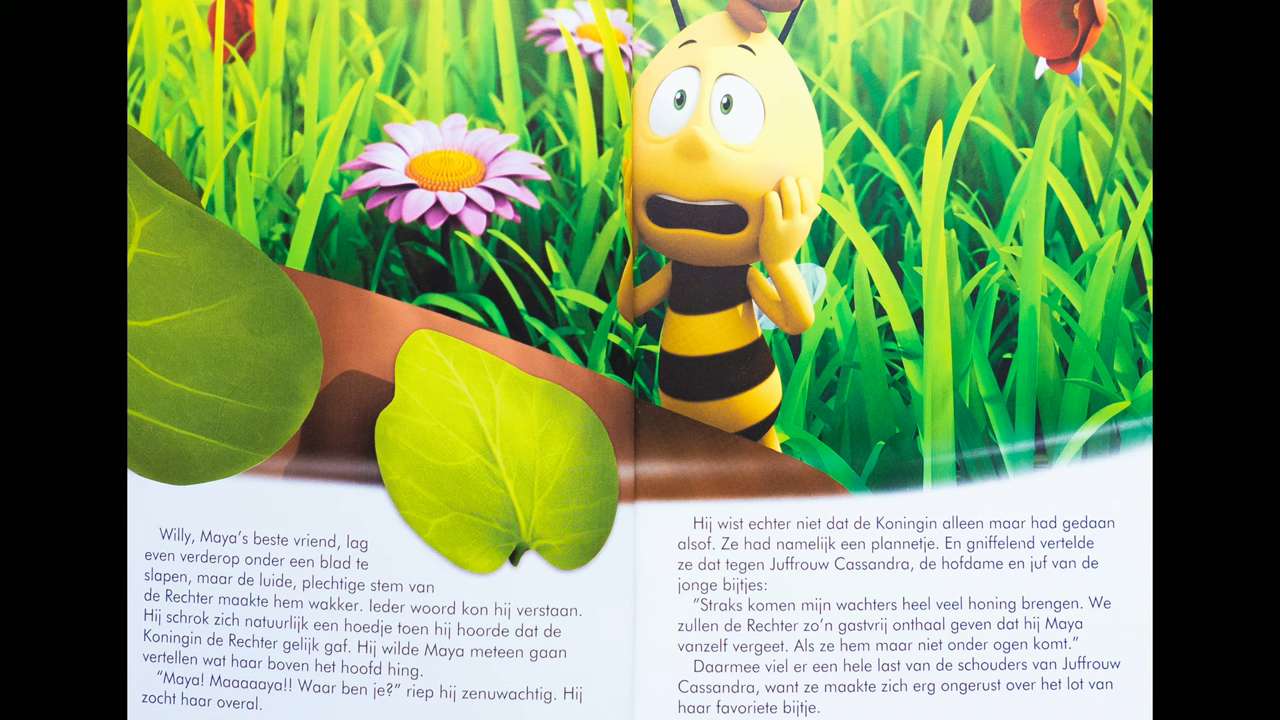 Willy, Maya's beste vriend, lag
even verderop onder een blad te
slapen, maar de luide, plechtige stem van
de Rechter maakte hem wakker. Ieder woord kon hij verstaan.
Hij schrok zich natuurlijk een hoedje toen hij hoorde dat de
Koningin de Rechter gelijk gaf. Hij wilde Maya meteen gaan
vertellen wat haar boven het hoofd hing.
"Maya! Maaaaaya!! Waar ben je?" riep hij zenuwachtig. Hij
zocht haar overal.
Hij wist echter niet dat de Koningin alleen maar had gedaan
alsof. Ze had namelijk een plannetje. En gniffelend vertelde
ze dat tegen Juffrouw Cassandra, de hofdame en juf van de
jonge bijtjes:
"Straks komen mijn wachters heel veel honing brengen. We
zullen de Rechter zo'n gastvrij onthaal geven dat hij Maya
vanzelf vergeet. Als ze hem maar niet onder ogen komt."
Daarmee viel er een hele last van de schouders van Juffrouw
Cassandra, want ze maakte zich erg ongerust over het lot van
haar favoriete bijtje.